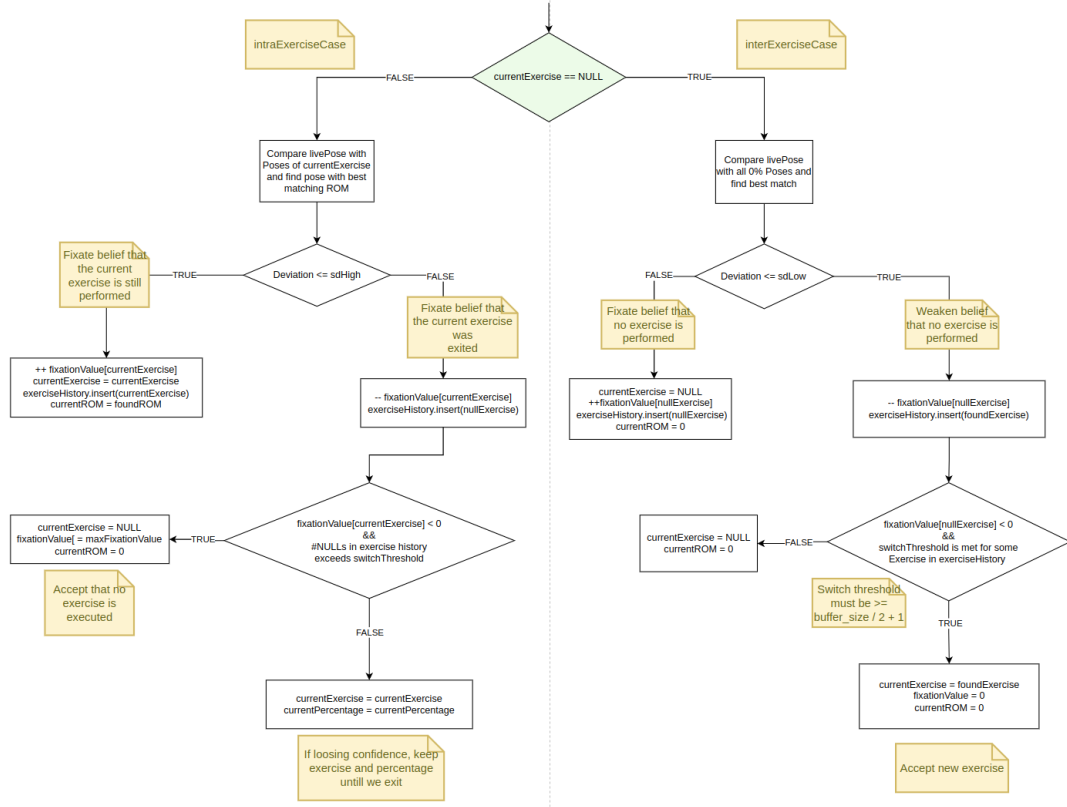 intraExerciseCase
interExerciseCase
currentExercise == NULL
FALSE
TRUE
Compare livePose with
Poses of currentExercise
and find pose with best
matching ROM
Compare livePose
with all 0% Poses and
find best match
Fixate belief that
the current
exercise is still
performed
TRUE
Deviation <= sdHigh
FALSE
Fixate belief that
the current exercise
was
exited
FALSE
Deviation <= sdLow
TRUE
Fixate belief that
no exercise is
performed
Weaken belief
that no exercise is
performed
++ fixationValue[currentExercise]
currentExercise = currentExercise
exerciseHistory.insert(currentExercise)
currentROM = foundROM
-- fixationValue[currentExercise]
exerciseHistory.insert(nullExercise)
currentExercise = NULL
++fixationValue[nullExercise]
exerciseHistory.insert(nullExercise)
currentROM = 0
-- fixationValue[nullExercise]
exerciseHistory.insert(foundExercise)
currentExercise = NULL
fixationValue[ = maxFixationValue
currentROM = 0
TRUE
fixationValue[currentExercise] < 0
&&
#NULLs in exercise history
exceeds switchThreshold
currentExercise = NULL
currentROM = 0
FALSE
fixationValue[nullExercise] < 0
&&
switchThreshold is met for some
Exercise in exerciseHistory
Accept that no
exercise is
executed
Switch threshold
must be >=
buffer_size / 2 + 1
FALSE
TRUE
currentExercise = currentExercise
currentPercentage = currentPercentage
currentExercise = foundExercise
fixationValue = 0
currentROM = 0
If loosing confidence, keep
exercise and percentage
untill we exit
Accept new exercise